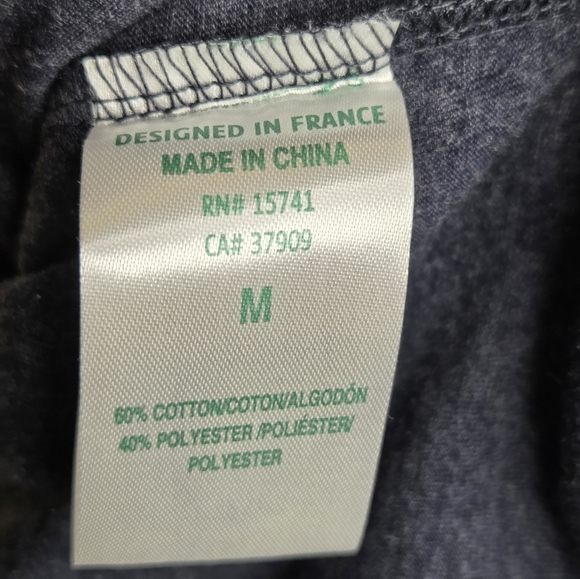 DESIGNED IN FRANCE
MADE IN CHINA
RN# 15741
CA# 37909
M
60% COTTON/COTON/ALGODÓN
40% POLYESTER /POLIÉSTER/
POLYESTER